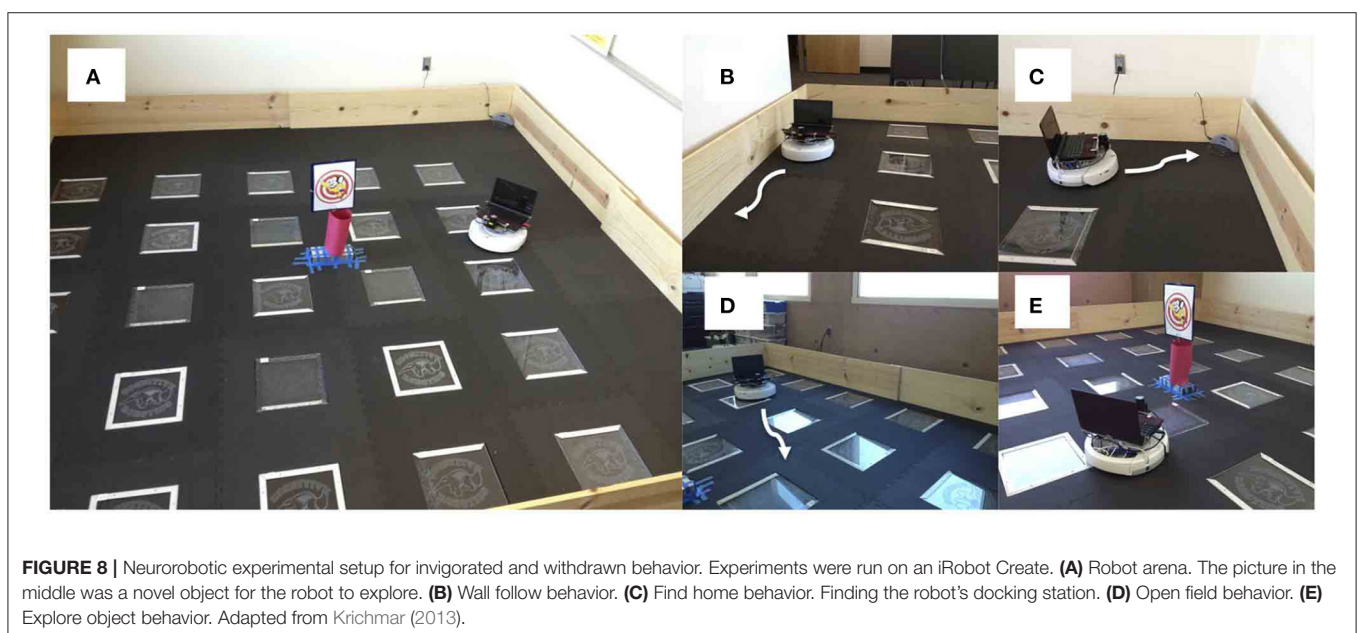 A
B
C
D
E
FIGURE 8 | Neurorobotic experimental setup for invigorated and withdrawn behavior. Experiments were run on an iRobot Create. (A) Robot arena. The picture in the
middle was a novel object for the robot to explore. (B) Wall follow behavior. (C) Find home behavior. Finding the robot's docking station. (D) Open field behavior. (E)
Explore object behavior. Adapted from Krichmar (2013).